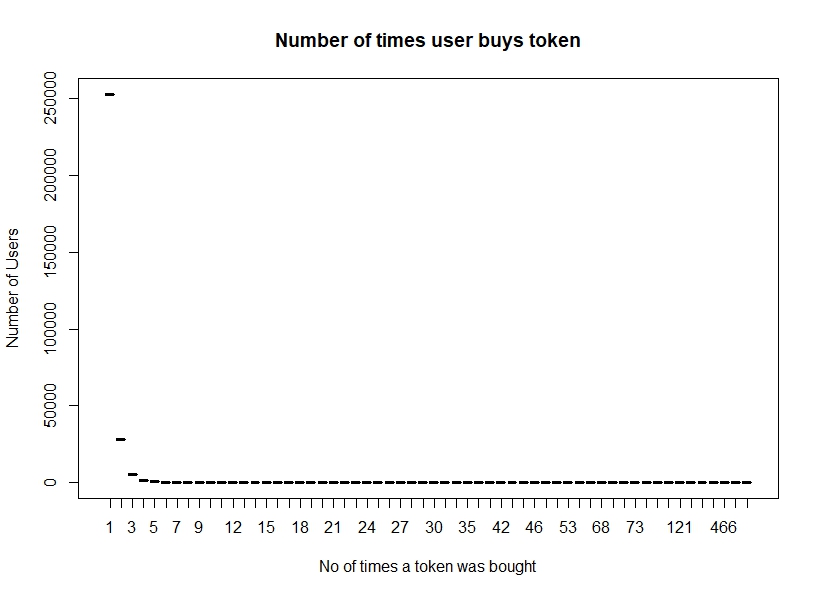 Number of times user buys token
Number of Users
250000
200000
150000
100000
50000
0
1 3 5 7 9 12 15 18 21 24 27 30 35 42 46 53 68 73 121 466
No of times a token was bought